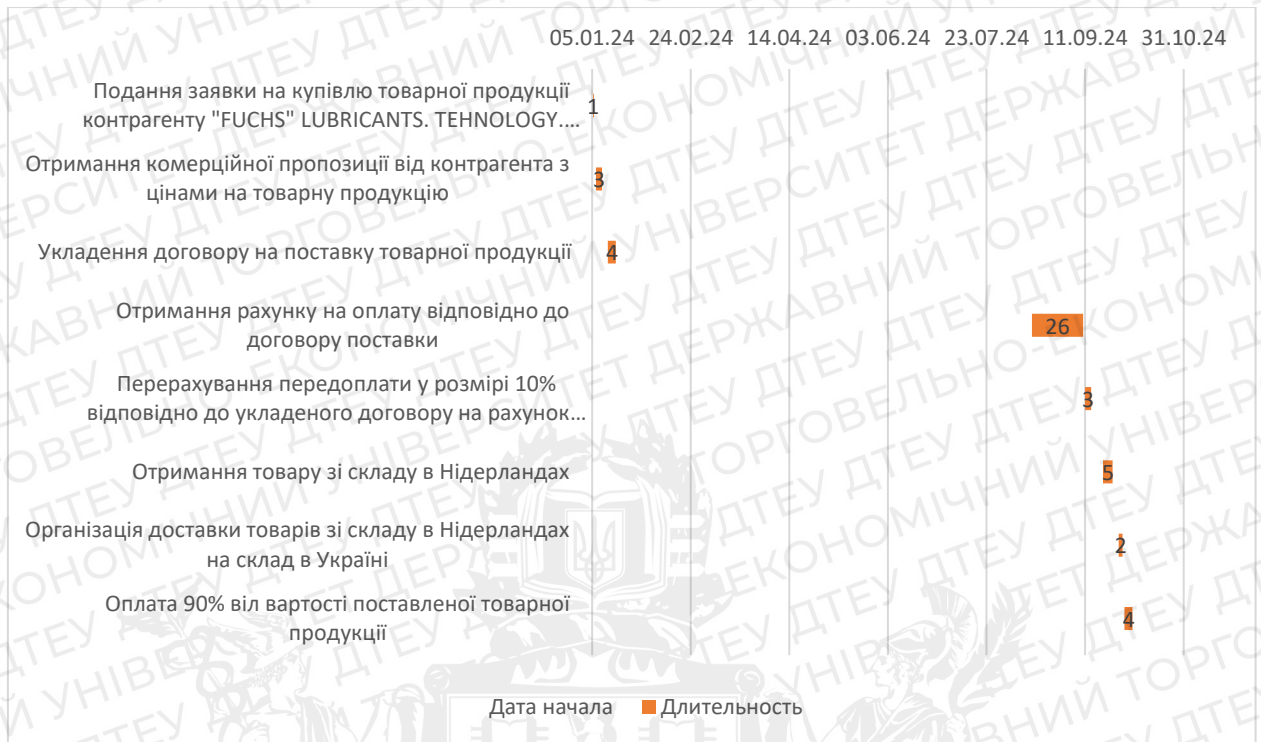 05.01.24 24.02.24 14.04.24 03.06.24 23.07.24 11.09.24 31.10.24
Подання заявки на купівлю товарної продукції
контрагенту "FUCHS" LUBRICANTS. TEHNOLOGY....
1
Отримання комерційної пропозиції від контрагента з
цінами на товарну продукцію
3
Укладення договору на поставку товарної продукції
4
Отримання рахунку на оплату відповідно до
договору поставки
26
Перерахування передоплати у розмірі 10%
відповідно до укладеного договору на рахунок...
3
Отримання товару зі складу в Нідерландах
5
Організація доставки товарів зі складу в Нідерландах
на склад в Україні
2
Оплата 90% віл вартості поставленої товарної
продукції
4
Дата начала Длительность